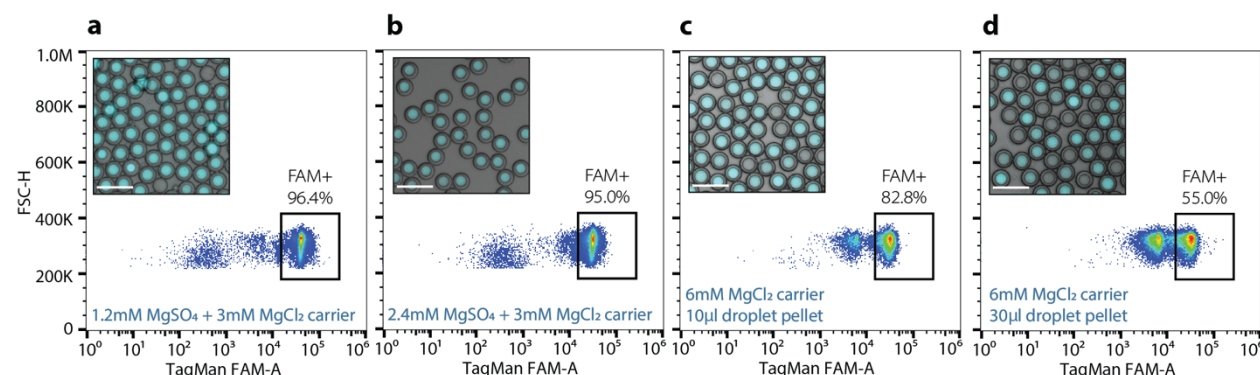 a
b
c
d
FSC-H
1.0M
800K
600K
400K
200K
0
FAM+
96.4%
1.2mM MgSO₄ + 3mM MgCl₂ carrier
10⁰ 10¹ 10² 10³ 10⁴ 10⁵ 10⁶
TaqMan FAM-A
FAM+
95.0%
2.4mM MgSO₄ + 3mM MgCl₂ carrier
10⁰ 10¹ 10² 10³ 10⁴ 10⁵ 10⁶
TaqMan FAM-A
FAM+
82.8%
6mM MgCl₂ carrier
10µl droplet pellet
10⁰ 10¹ 10² 10³ 10⁴ 10⁵ 10⁶
TaqMan FAM-A
FAM+
55.0%
6mM MgCl₂ carrier
30µl droplet pellet
10⁰ 10¹ 10² 10³ 10⁴ 10⁵ 10⁶
TaqMan FAM-A